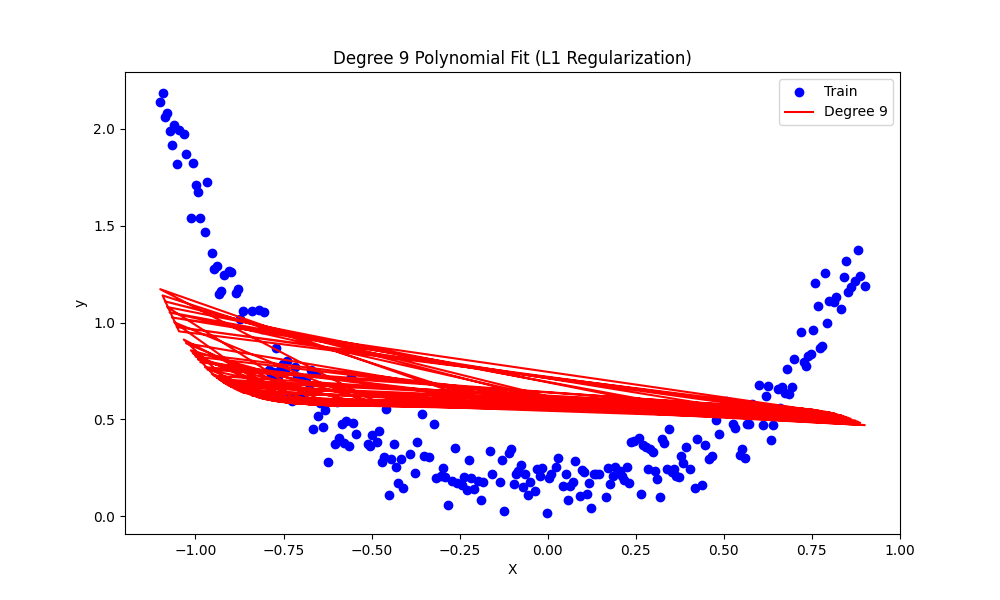 Degree 9 Polynomial Fit (L1 Regularization)
Train
Degree 9
2.0
1.5
1.0
0.5
0.0
y
−1.00 −0.75 −0.50 −0.25 0.00 0.25 0.50 0.75 1.00
X